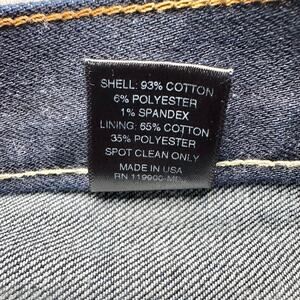 SHELL: 93% COTTON
6% POLYESTER
1% SPANDEX
LINING: 65% COTTON
35% POLYESTER
SPOT CLEAN ONLY
MADE IN USA
RN